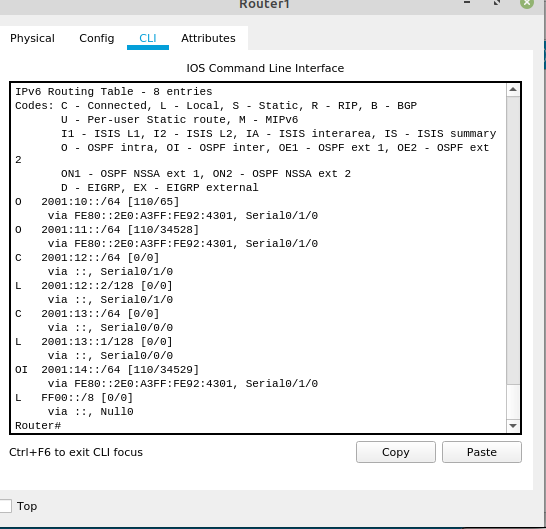 Router1
Physical Config CLI Attributes
IOS Command Line Interface
IPv6 Routing Table - 8 entries
Codes: C - Connected, L - Local, S - Static, R - RIP, B - BGP
U - Per-user Static route, M - MIPv6
I1 - ISIS L1, I2 - ISIS L2, IA - ISIS interarea, IS - ISIS summary
O - OSPF intra, OI - OSPF inter, OE1 - OSPF ext 1, OE2 - OSPF ext
2
ON1 - OSPF NSSA ext 1, ON2 - OSPF NSSA ext 2
D - EIGRP, EX - EIGRP external
O 2001:10::/64 [110/65]
via FE80::2E0:A3FF:FE92:4301, Serial0/1/0
O 2001:11::/64 [110/34528]
via FE80::2E0:A3FF:FE92:4301, Serial0/1/0
C 2001:12::/64 [0/0]
via ::, Serial0/1/0
L 2001:12::2/128 [0/0]
via ::, Serial0/1/0
C 2001:13::/64 [0/0]
via ::, Serial0/0/0
L 2001:13::1/128 [0/0]
via ::, Serial0/0/0
OI 2001:14::/64 [110/34529]
via FE80::2E0:A3FF:FE92:4301, Serial0/1/0
L FF00::/8 [0/0]
via ::, Null0
Router#
Ctrl+F6 to exit CLI focus Copy Paste
Top